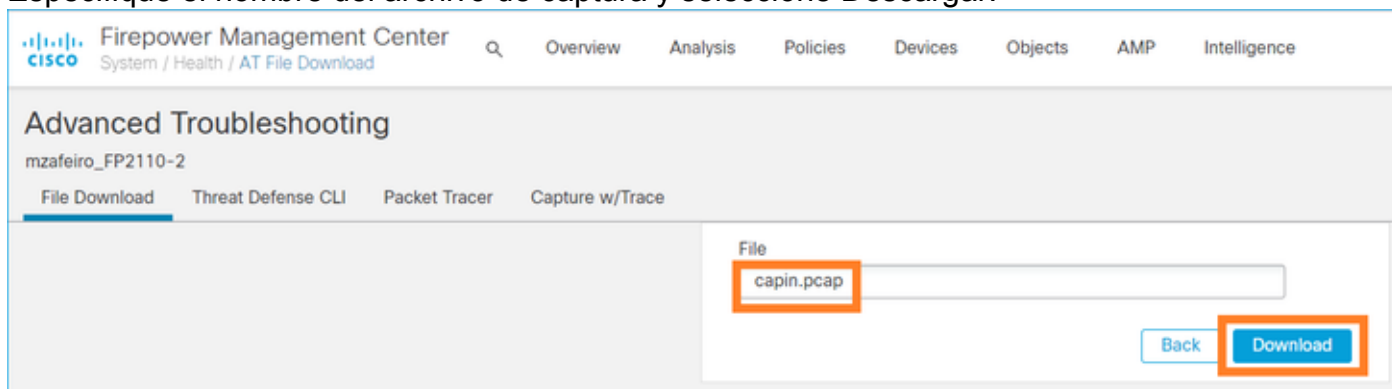 Especifique el nombre del archivo de captura y seleccione Descargar.
cisco Firepower Management Center Overview Analysis Policies Devices Objects AMP Intelligence
System / Health / AT File Download
Advanced Troubleshooting
mzafeiro_FP2110-2
File Download Threat Defense CLI Packet Tracer Capture w/Trace
File
capin.pcap
Back Download